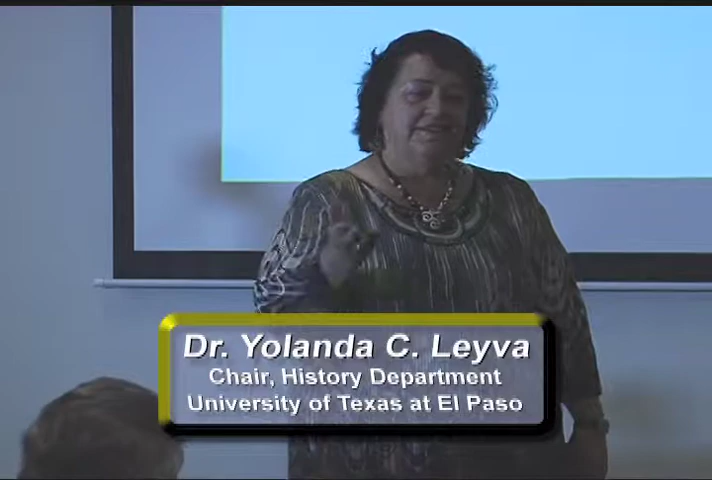 Dr. Yolanda C. Leyva
Chair, History Department
University of Texas at El Paso